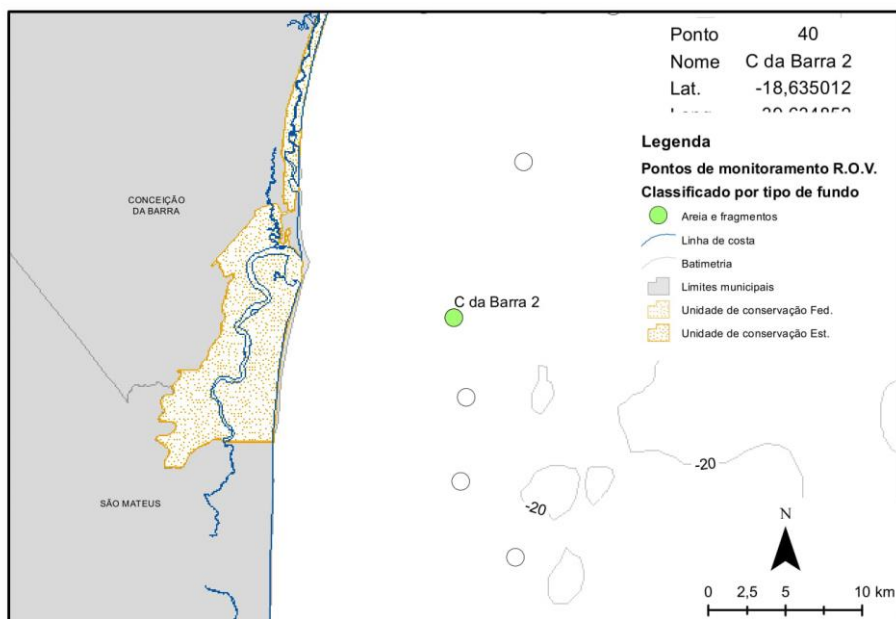 Ponto 40
Nome C da Barra 2
Lat. -18,635012
Legenda
Pontos de monitoramento R.O.V.
Classificado por tipo de fundo
Areia e fragmentos
Linha de costa
Batimetria
Limites municipais
Unidade de conservação Fed.
Unidade de conservação Est.
CONCEIÇÃO
DA BARRA
C da Barra 2
-20
-20
SÃO MATEUS
N
0 2,5 5 10 km